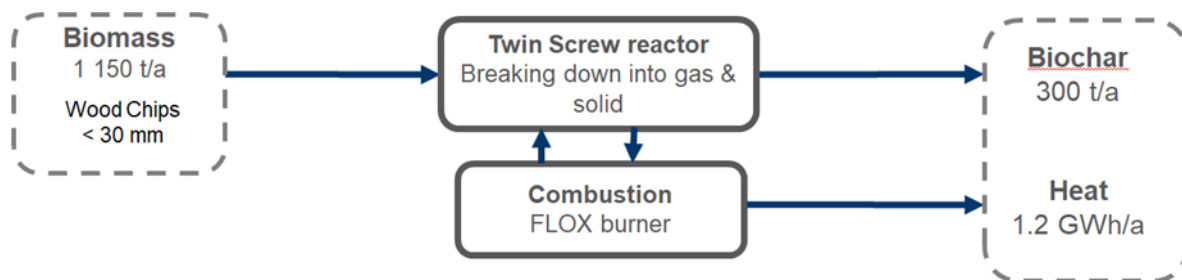 Biomass
1 150 t/a
Wood Chips
< 30 mm
Twin Screw reactor
Breaking down into gas &
solid
Combustion
FLOX burner
Biochar
300 t/a
Heat
1.2 GWh/a